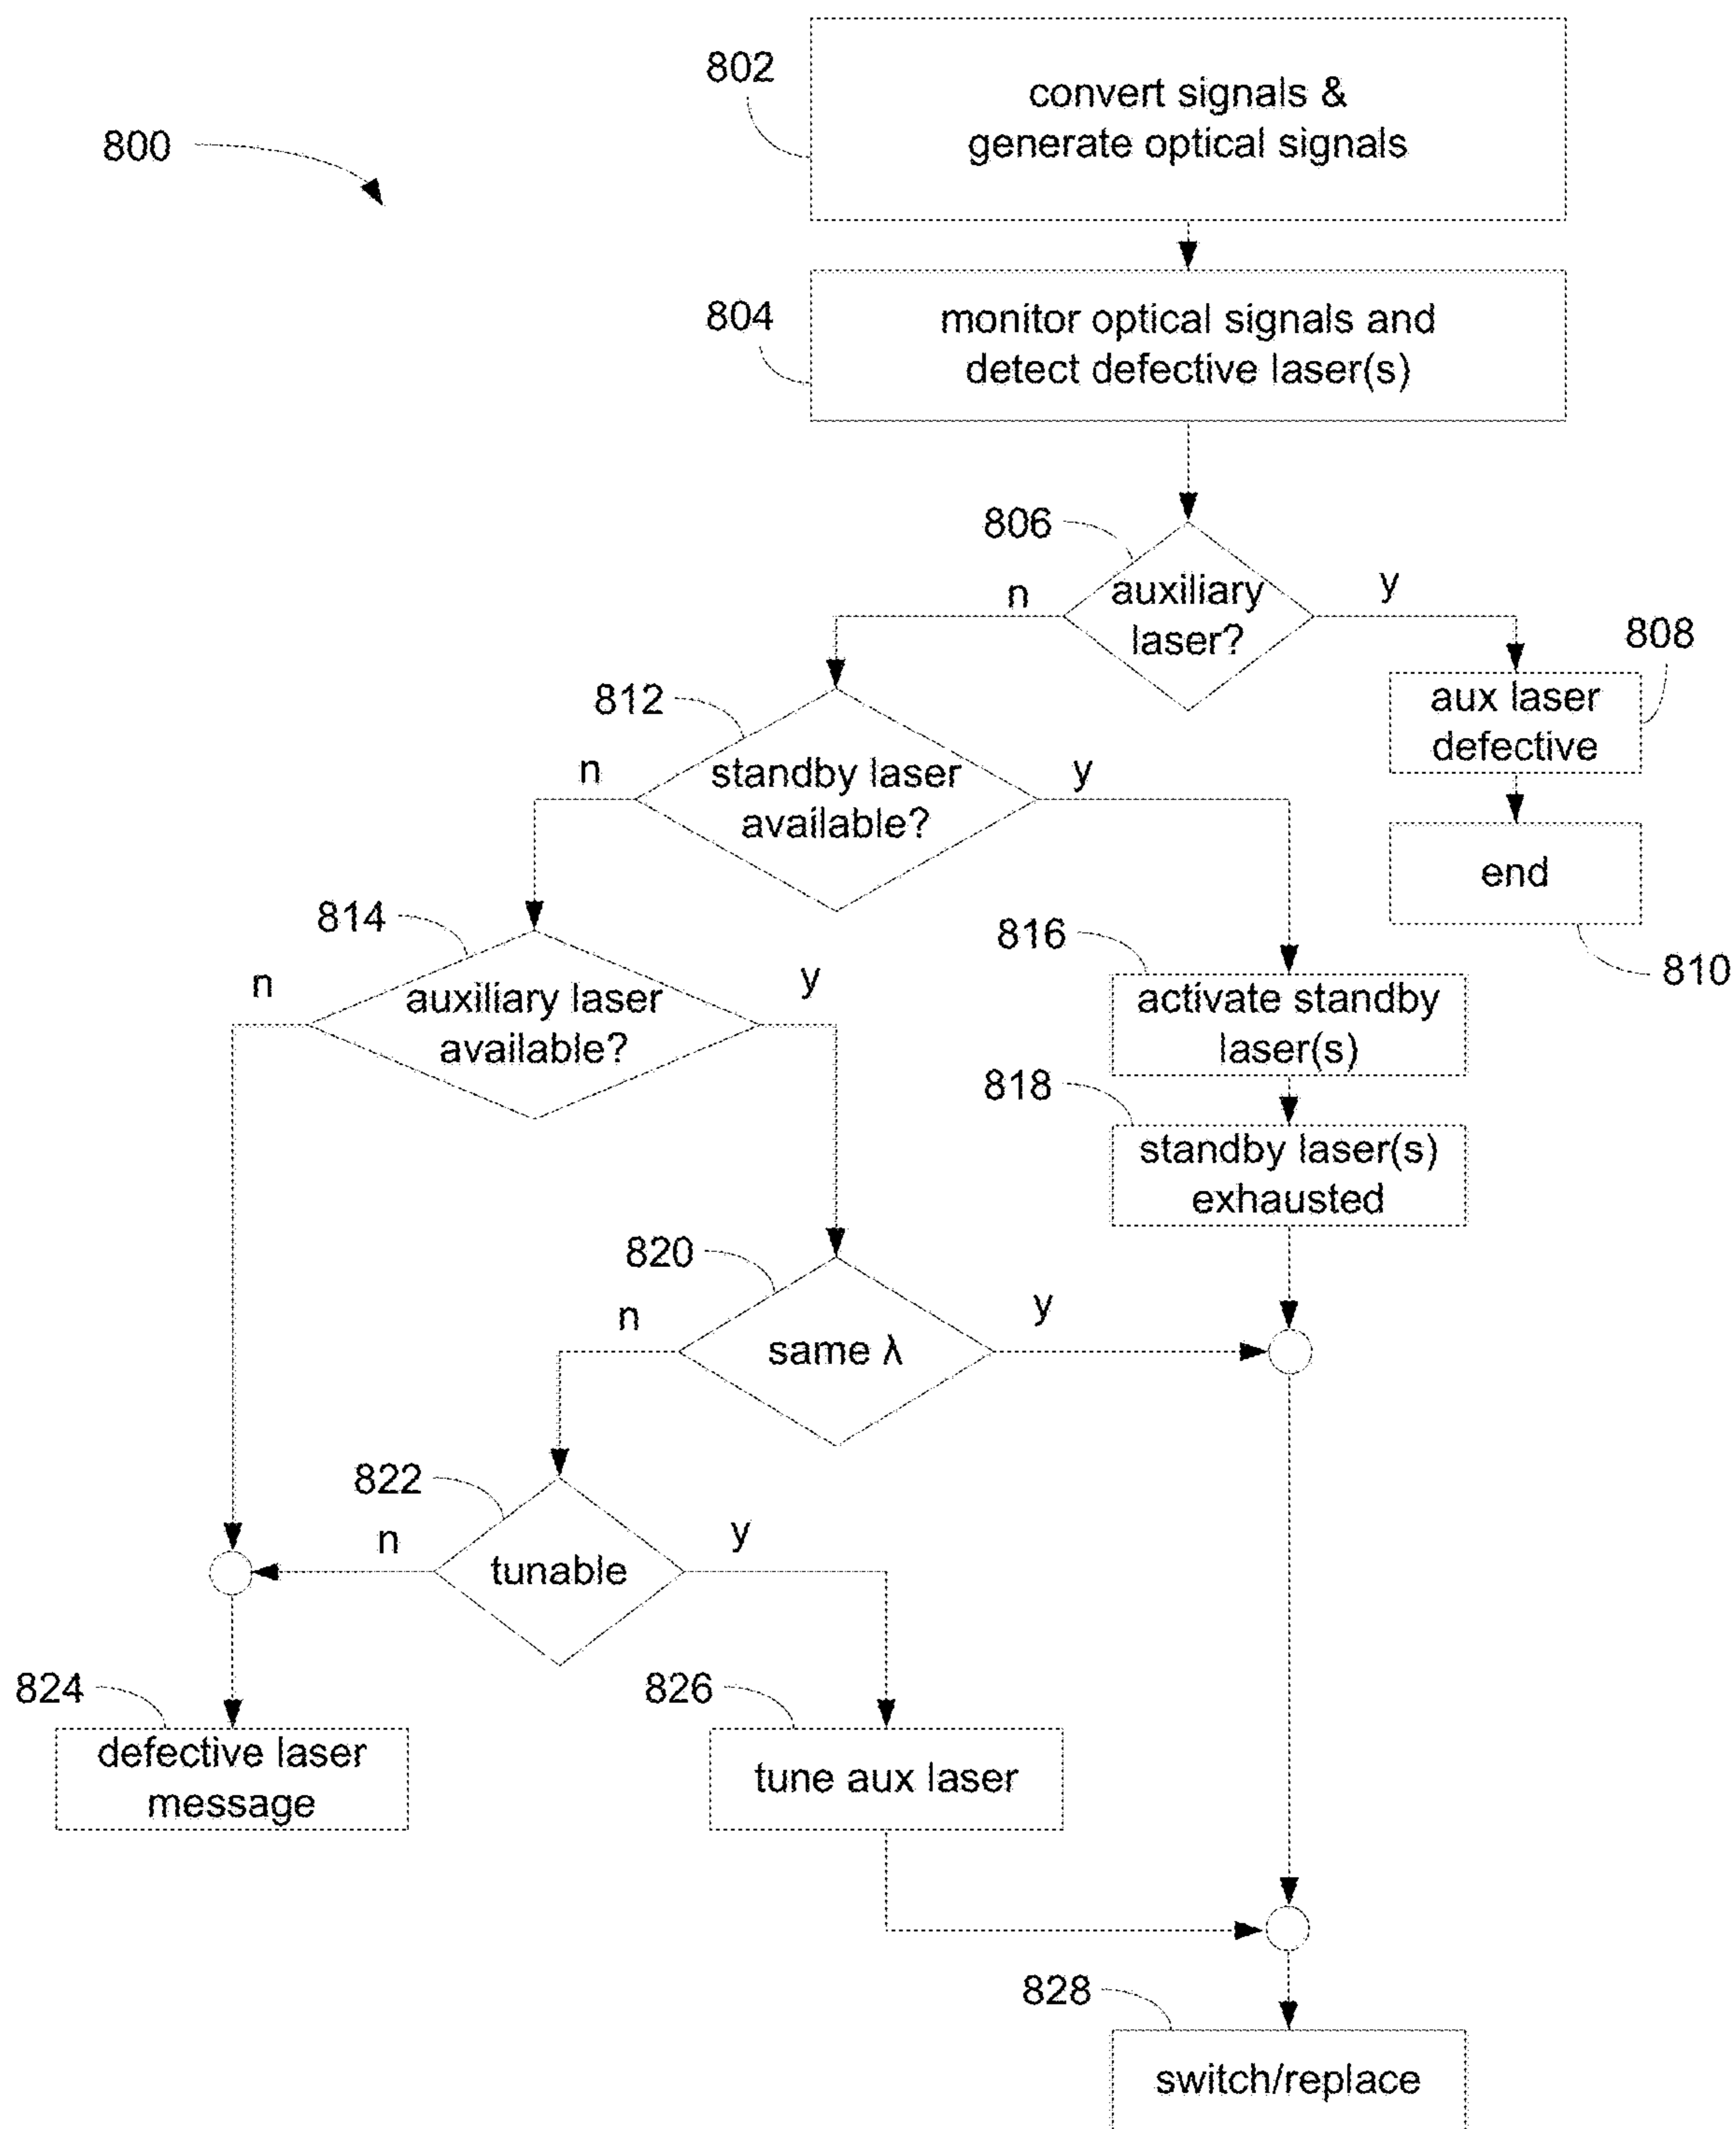 802
convert signals &
generate optical signals
800
804
monitor optical signals and
detect defective laser(s)
806
auxiliary
laser?
n
y
808
aux laser
defective
812
standby laser
available?
n
y
end
810
814
auxiliary laser
available?
n
y
816
activate standby
laser(s)
818
standby laser(s)
exhausted
820
same λ
n
y
822
tunable
n
y
824
defective laser
message
826
tune aux laser
828
switch/replace